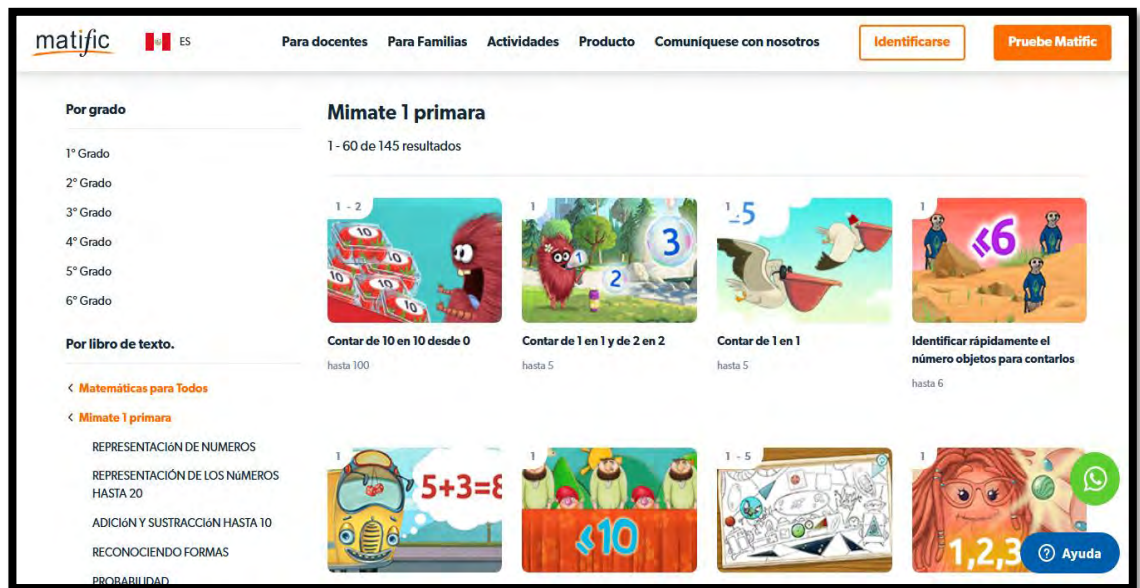 matific
ES
Para docentes Para Familias Actividades Producto Comuníquese con nosotros
Identificarse
Pruebe Matific
Por grado
1° Grado
2° Grado
3° Grado
4° Grado
5° Grado
6° Grado
Por libro de texto.
Matemáticas para Todos
Mimate 1 primara
REPRESENTACIóN DE NUMEROS
REPRESENTACIÓN DE LOS NúMEROS
HASTA 20
ADICIóN Y SUSTRACCIóN HASTA 10
RECONOCIENDO FORMAS
PROBABILIDAD
Mimate 1 primara
1 - 60 de 145 resultados
1 - 2
10
10
10
10
10
Contar de 10 en 10 desde 0
hasta 100
1
1
2
3
Contar de 1 en 1 y de 2 en 2
hasta 5
1
-5
Contar de 1 en 1
hasta 5
1
≤6
Identificar rápidamente el
número objetos para contarlos
hasta 6
1
5+3=8
1
≤10
1 - 5
1
1,2,3
Ayuda